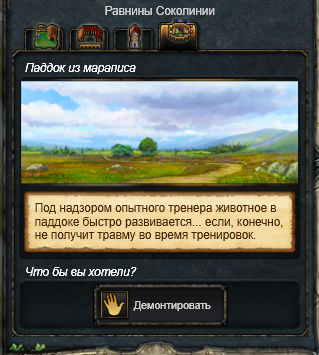 Равнины Соколинии
Паддок из мараписа
Под надзором опытного тренера животное в
паддоке быстро развивается... если, конечно,
не получит травму во время тренировок.
Что бы вы хотели?
Демонтировать